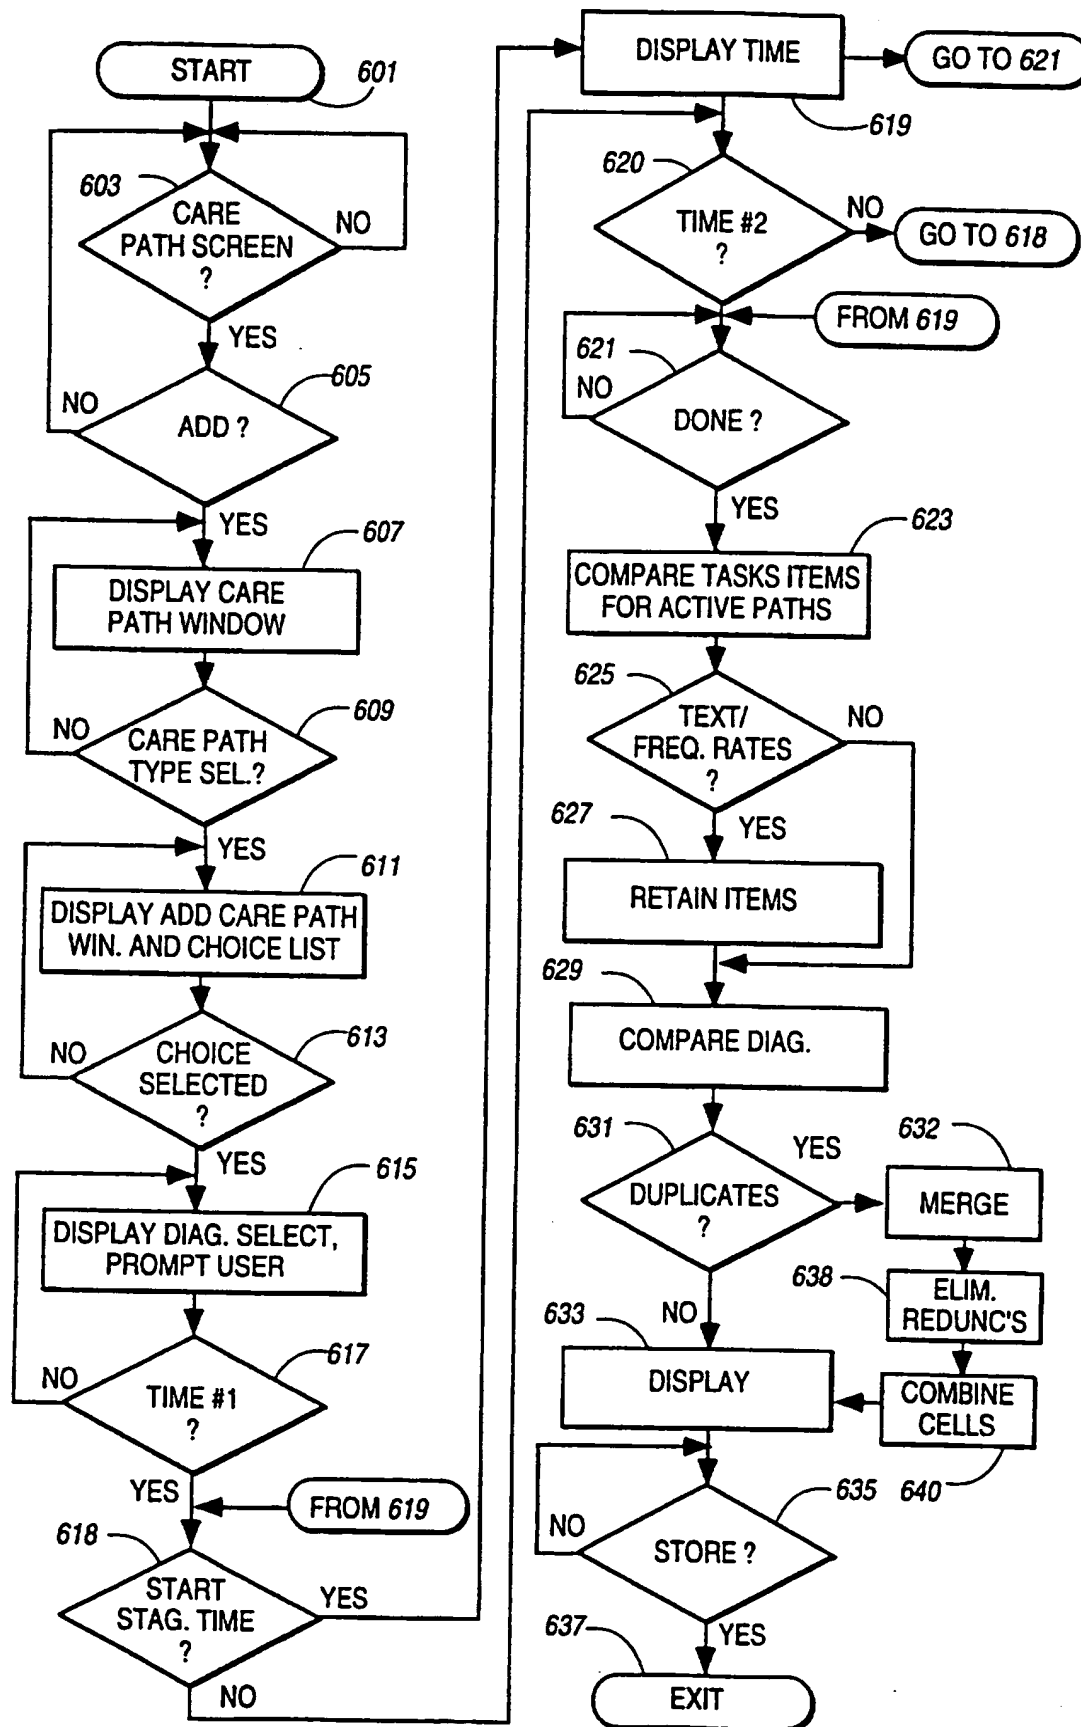 START
601
603
CARE
PATH SCREEN
?
NO
YES
605
NO
ADD ?
YES
607
DISPLAY CARE
PATH WINDOW
609
NO
CARE PATH
TYPE SEL.?
YES
611
DISPLAY ADD CARE PATH
WIN. AND CHOICE LIST
613
NO
CHOICE
SELECTED
?
YES
615
DISPLAY DIAG. SELECT,
PROMPT USER
617
NO
TIME #1
?
YES
FROM 619
618
START
STAG. TIME
?
YES
NO
DISPLAY TIME
GO TO 621
619
620
TIME #2
?
NO
GO TO 618
FROM 619
621
NO
DONE ?
YES
623
COMPARE TASKS ITEMS
FOR ACTIVE PATHS
625
TEXT/
FREQ. RATES
?
NO
627
YES
RETAIN ITEMS
629
COMPARE DIAG.
631
DUPLICATES
?
YES
632
MERGE
638
ELIM.
REDUNC'S
NO
633
DISPLAY
COMBINE
CELLS
640
635
NO
STORE ?
YES
637
EXIT